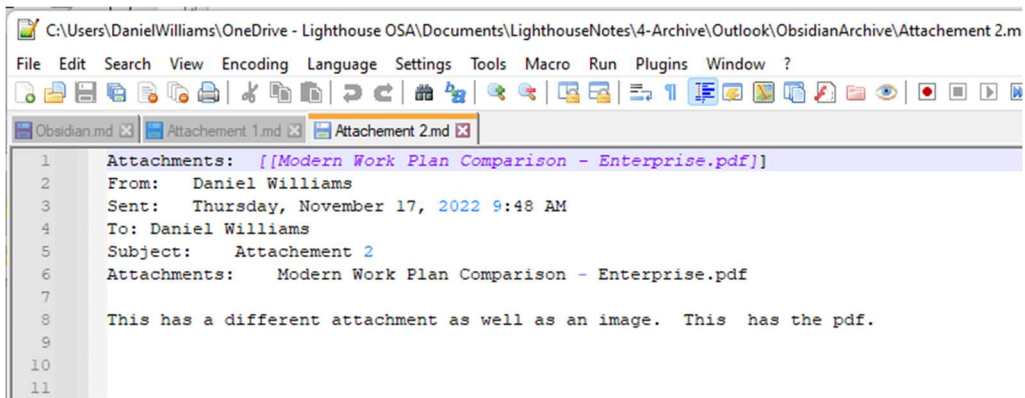 C:\Users\DanielWilliams\OneDrive - Lighthouse OSA\Documents\LighthouseNotes\4-Archive\Outlook\ObsidianArchive\Attachement 2.m
File Edit Search View Encoding Language Settings Tools Macro Run Plugins Window ?
Obsidian.md Attachement 1.md Attachement 2.md
1 Attachments: [[Modern Work Plan Comparison - Enterprise.pdf]]
2 From: Daniel Williams
3 Sent: Thursday, November 17, 2022 9:48 AM
4 To: Daniel Williams
5 Subject: Attachement 2
6 Attachments: Modern Work Plan Comparison - Enterprise.pdf
7
8 This has a different attachment as well as an image. This has the pdf.
9
10
11